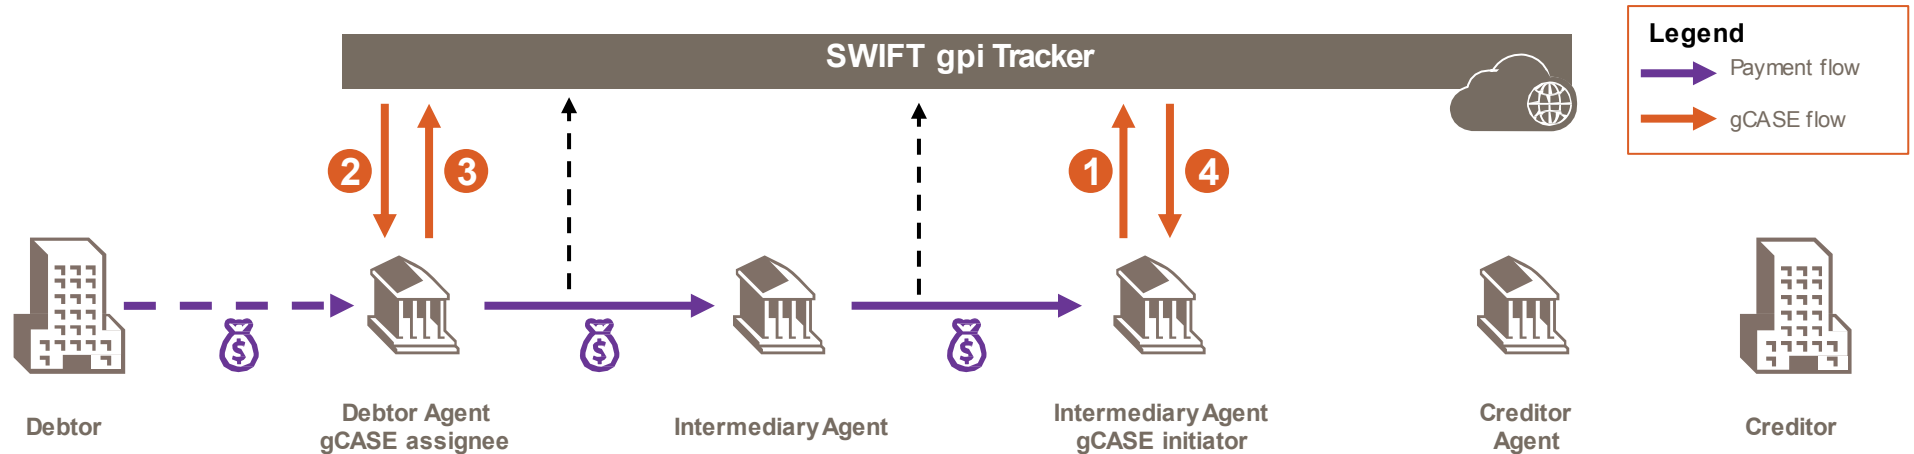 SWIFT gpi Tracker
Legend
Payment flow
gCASE flow
2
3
1
4
$
$
$
Debtor
Debtor Agent
gCASE assignee
Intermediary Agent
Intermediary Agent
gCASE initiator
Creditor
Agent
Creditor